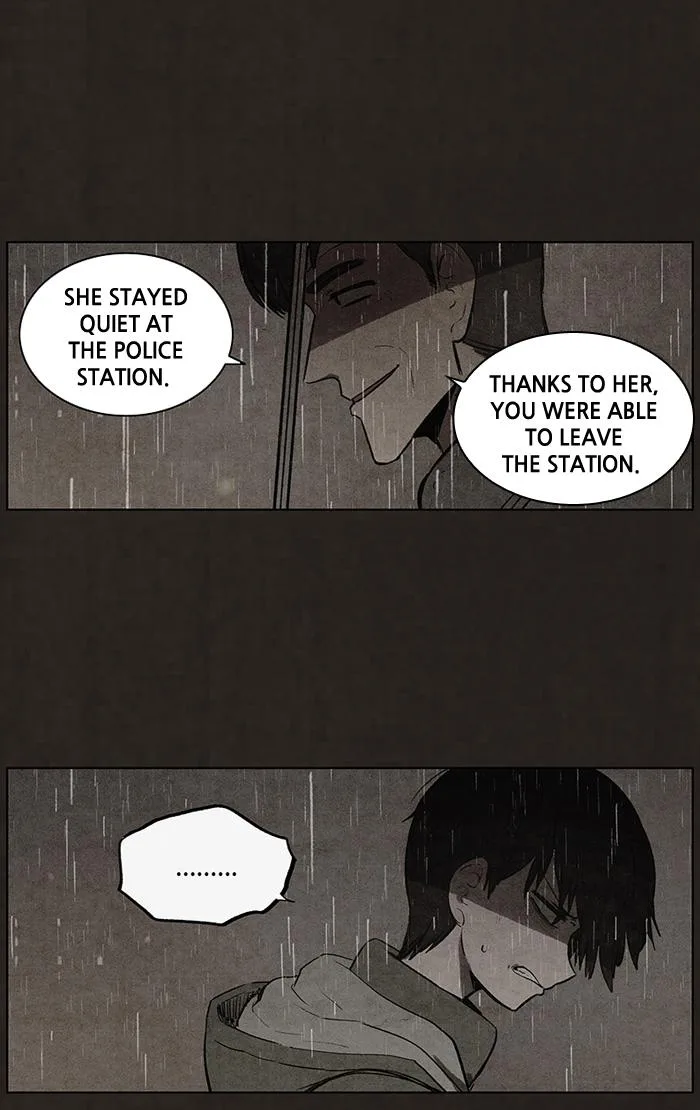 SHE STAYED
QUIET AT
THE POLICE
STATION.
THANKS TO HER,
YOU WERE ABLE
TO LEAVE
THE STATION.
.........